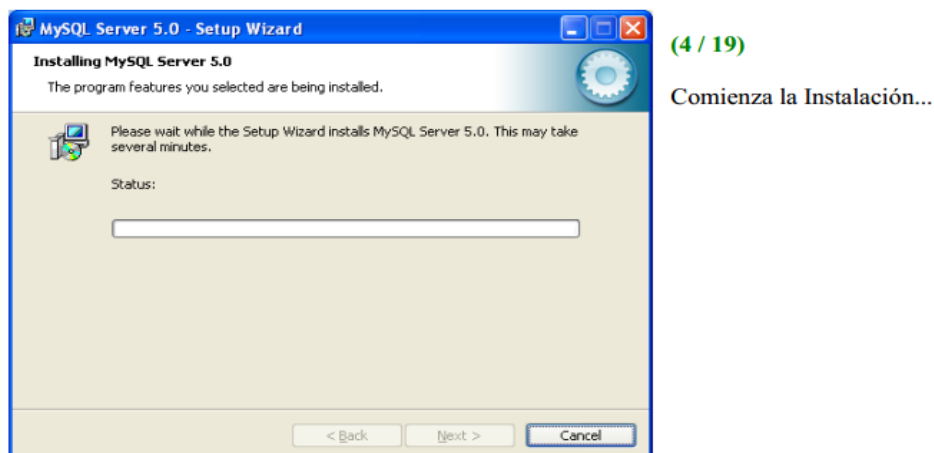 MySQL Server 5.0 - Setup Wizard
Installing MySQL Server 5.0
The program features you selected are being installed.
Please wait while the Setup Wizard installs MySQL Server 5.0. This may take
several minutes.
Status:
< Back
Next >
Cancel
(4 / 19)
Comienza la Instalación...